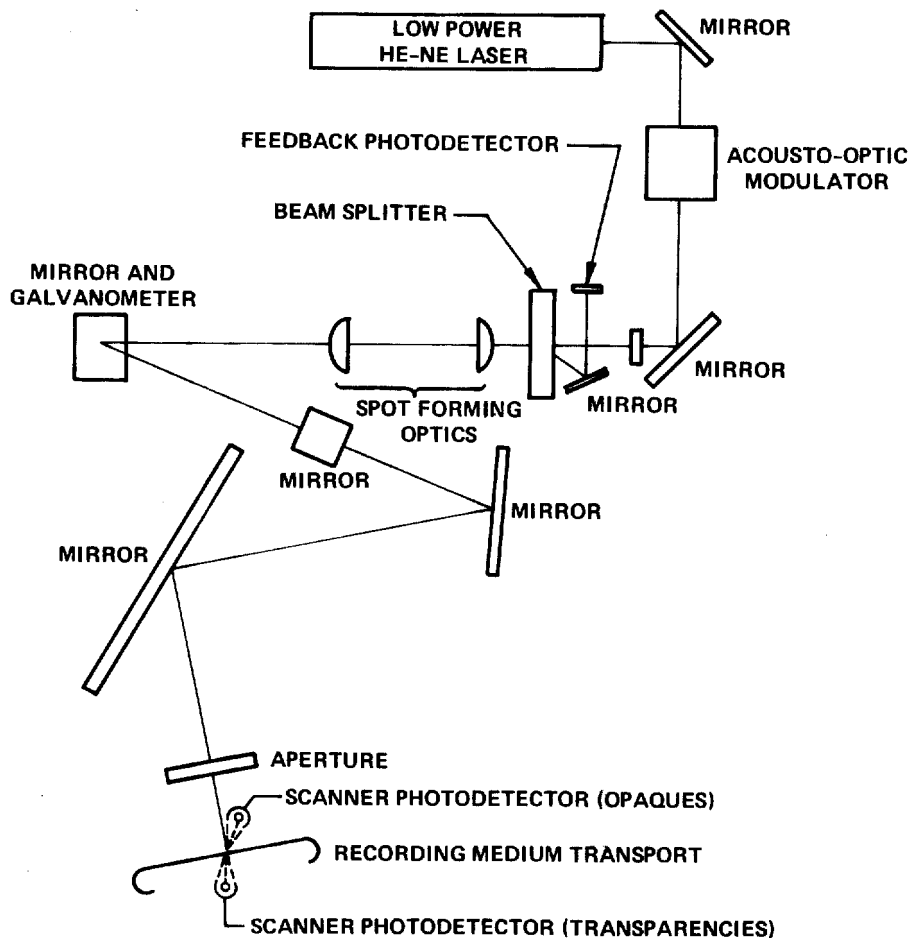 LOW POWER
HE-NE LASER
MIRROR
FEEDBACK PHOTODETECTOR
ACOUSTO-OPTIC
MODULATOR
BEAM SPLITTER
MIRROR AND
GALVANOMETER
MIRROR
MIRROR
SPOT FORMING
OPTICS
MIRROR
MIRROR
MIRROR
APERTURE
SCANNER PHOTODETECTOR (OPAQUES)
RECORDING MEDIUM TRANSPORT
SCANNER PHOTODETECTOR (TRANSPARENCIES)